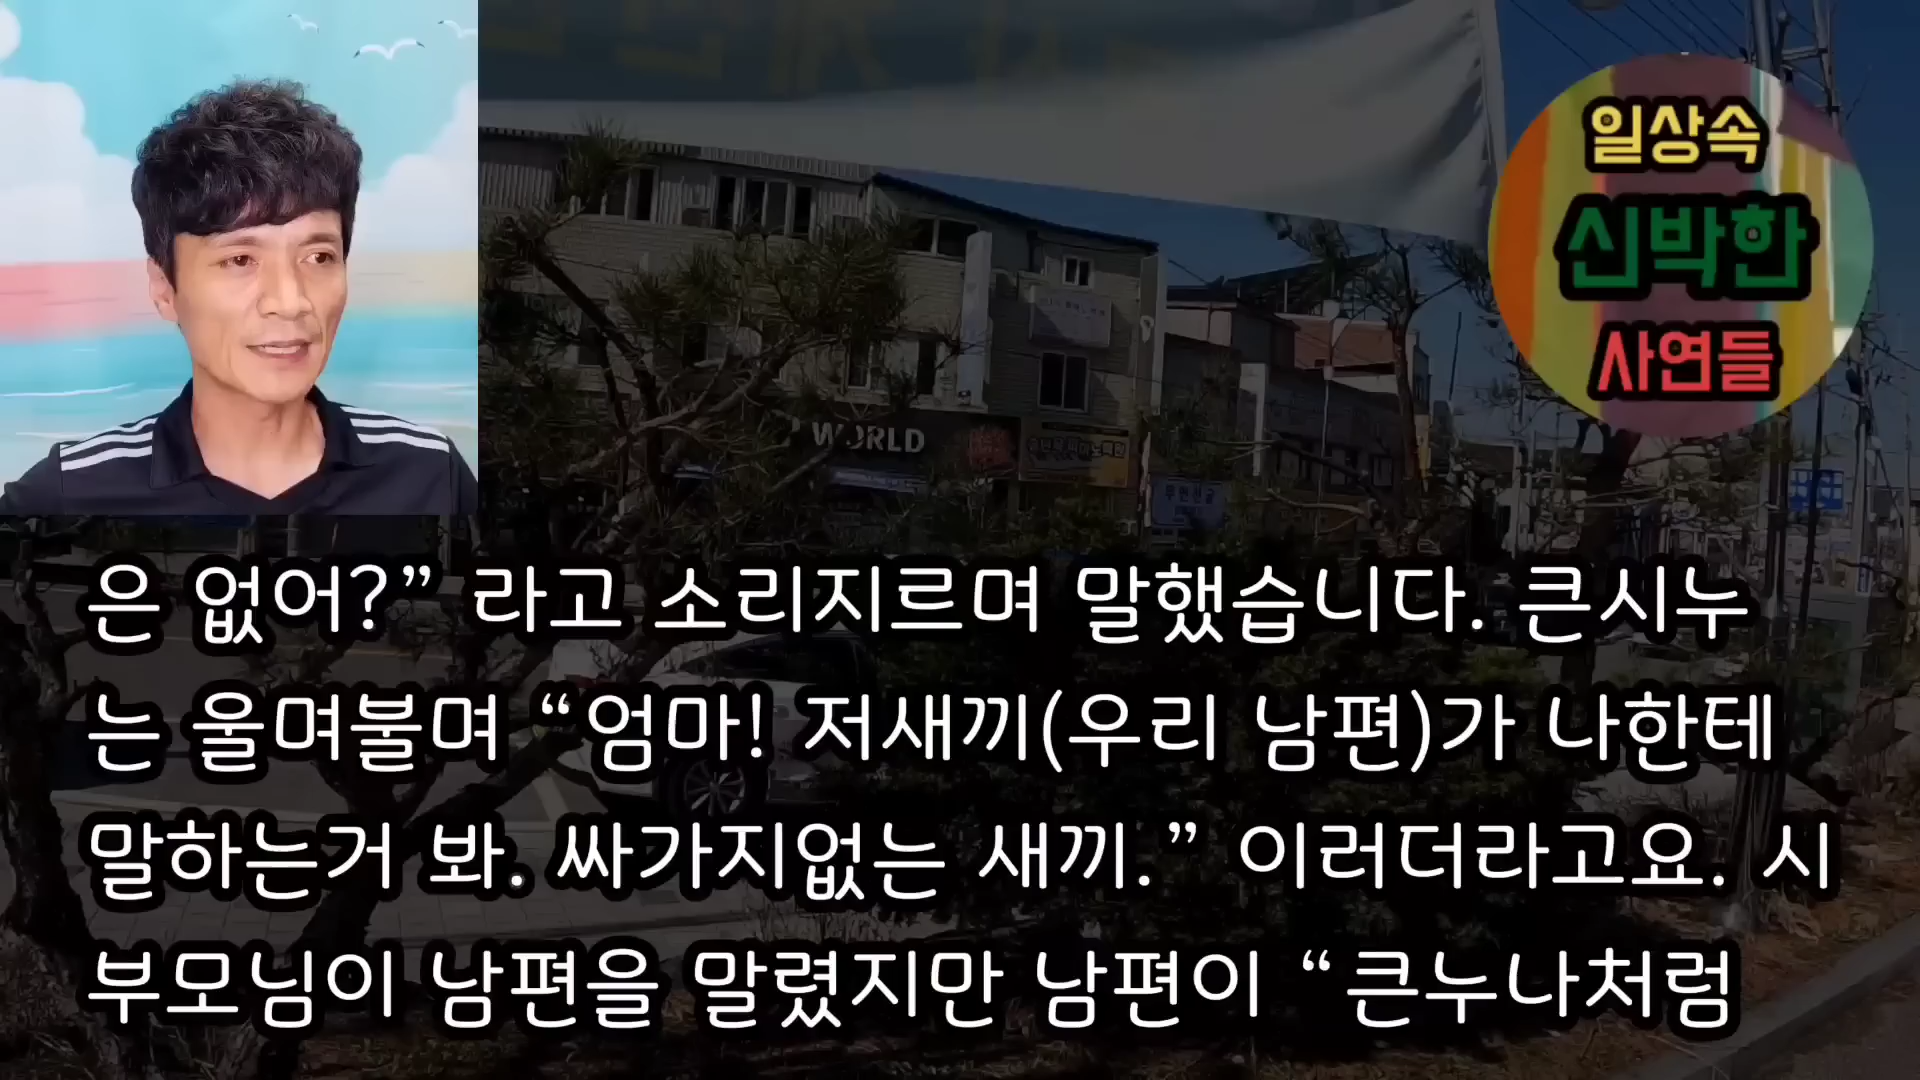 일상속
신박한
사연들
WORLD
은 없어?” 라고 소리지르며 말했습니다. 큰시누
는 울며불며 “엄마! 저새끼(우리 남편)가 나한테
말하는거 봐. 싸가지없는 새끼.” 이러더라고요. 시
부모님이 남편을 말렸지만 남편이 “큰누나처럼